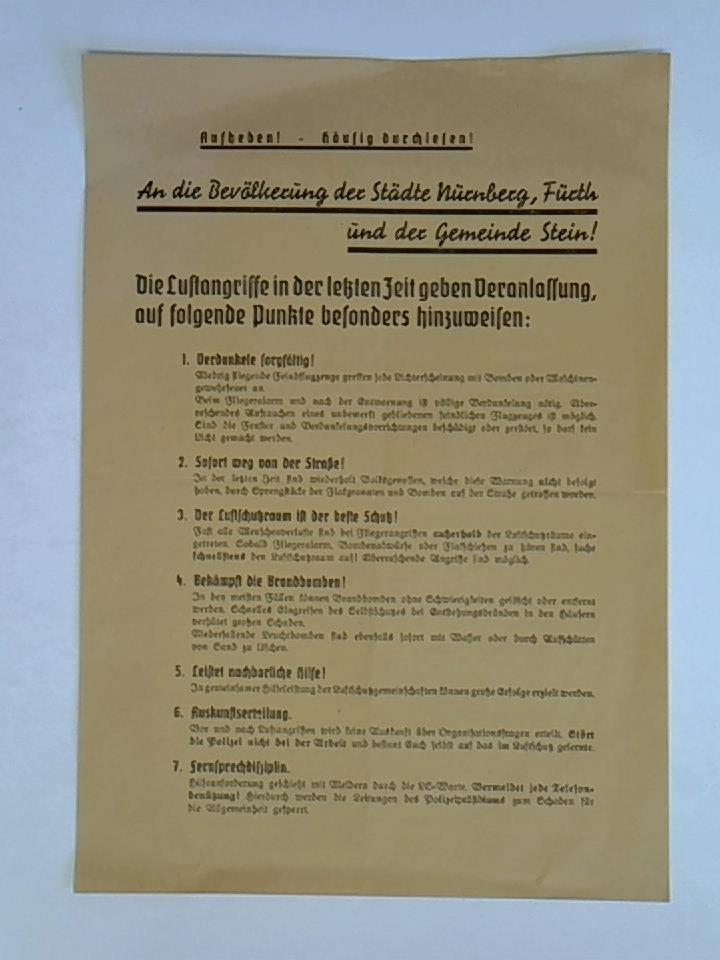 Aufheben! - Häufig durchlesen!
An die Bevölkerung der Städte Nürnberg, Fürth
und der Gemeinde Stein!
Die Luftangriffe in der letzten Zeit geben Veranlassung,
auf folgende Punkte besonders hinzuweisen:
1. Verdunkele sorgfältig!
Niedrig fliegende Feindflugzeuge greifen jede Lichterscheinung mit Bomben oder Maschinen-
gewehrfeuer an.
Beim Fliegeralarm und nach der Entwarnung ist völlige Verdunkelung nötig. Über-
raschendes Auftauchen eines unbemerkt gebliebenen feindlichen Flugzeuges ist möglich.
Sind die Fenster und Verdunkelungsvorrichtungen beschädigt oder zerstört, so darf kein
Licht gemacht werden.
2. Sofort weg von der Straße!
In der letzten Zeit sind wiederholt Volksgenossen, welche diese Warnung nicht befolgt
haben, durch Sprengstücke der Flakgranaten und Bomben auf der Straße getroffen worden.
3. Der Luftschutzraum ist der beste Schutz!
Fast alle Menschenverluste sind bei Fliegerangriffen außerhalb der Luftschutzräume ein-
getreten. Sobald Fliegeralarm, Bombenabwürfe oder Flakschießen zu hören sind, suche
schnellstens den Luftschutzraum auf! Überraschende Angriffe sind möglich.
4. Bekämpft die Brandbomben!
In den meisten Fällen können Brandbomben ohne Schwierigkeiten gelöscht oder entfernt
werden. Schnelles Eingreifen des Selbstschutzes bei Entstehungsbränden in den Häusern
verhütet großen Schaden.
Niederfallende Leuchtbomben sind ebenfalls sofort mit Wasser oder durch Aufschütten
von Sand zu löschen.
5. Leistet nachbarliche Hilfe!
In gemeinsamer Hilfeleistung der Luftschutzgemeinschaften können große Erfolge erzielt werden.
6. Auskunftserteilung.
Vor und nach Luftangriffen wird keine Auskunft über Organisationsfragen erteilt. Stört
die Polizei nicht bei der Arbeit und besinnt Euch selbst auf das im Luftschutz gelernte.
7. Fernsprechdisziplin.
Hilfeanforderung geschieht mit Meldern durch die LS-Warte. Vermeidet jede Telefon-
benützung! Hierdurch werden die Leitungen des Polizeipräsidiums zum Schaden für
die Allgemeinheit gesperrt.